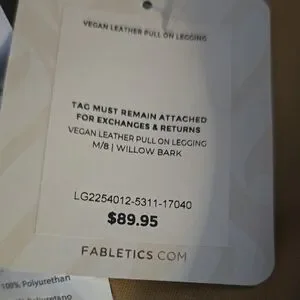 VEGAN LEATHER PULL ON LEGGING
TAG MUST REMAIN ATTACHED
FOR EXCHANGES & RETURNS
VEGAN LEATHER PULL ON LEGGING
M/8 | WILLOW BARK
LG2254012-5311-17040
$89.95
FABLETICS.COM
100% Polyurethan